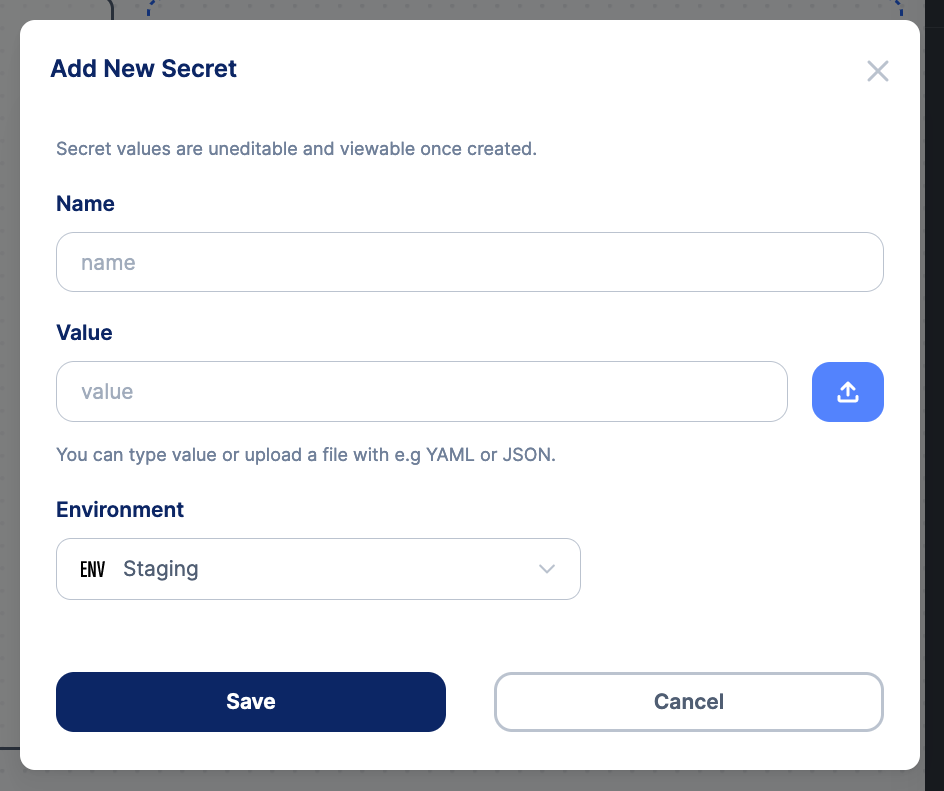 Add New Secret
Secret values are uneditable and viewable once created.
Name
name
Value
value
You can type value or upload a file with e.g YAML or JSON.
Environment
ENV Staging
Save Cancel